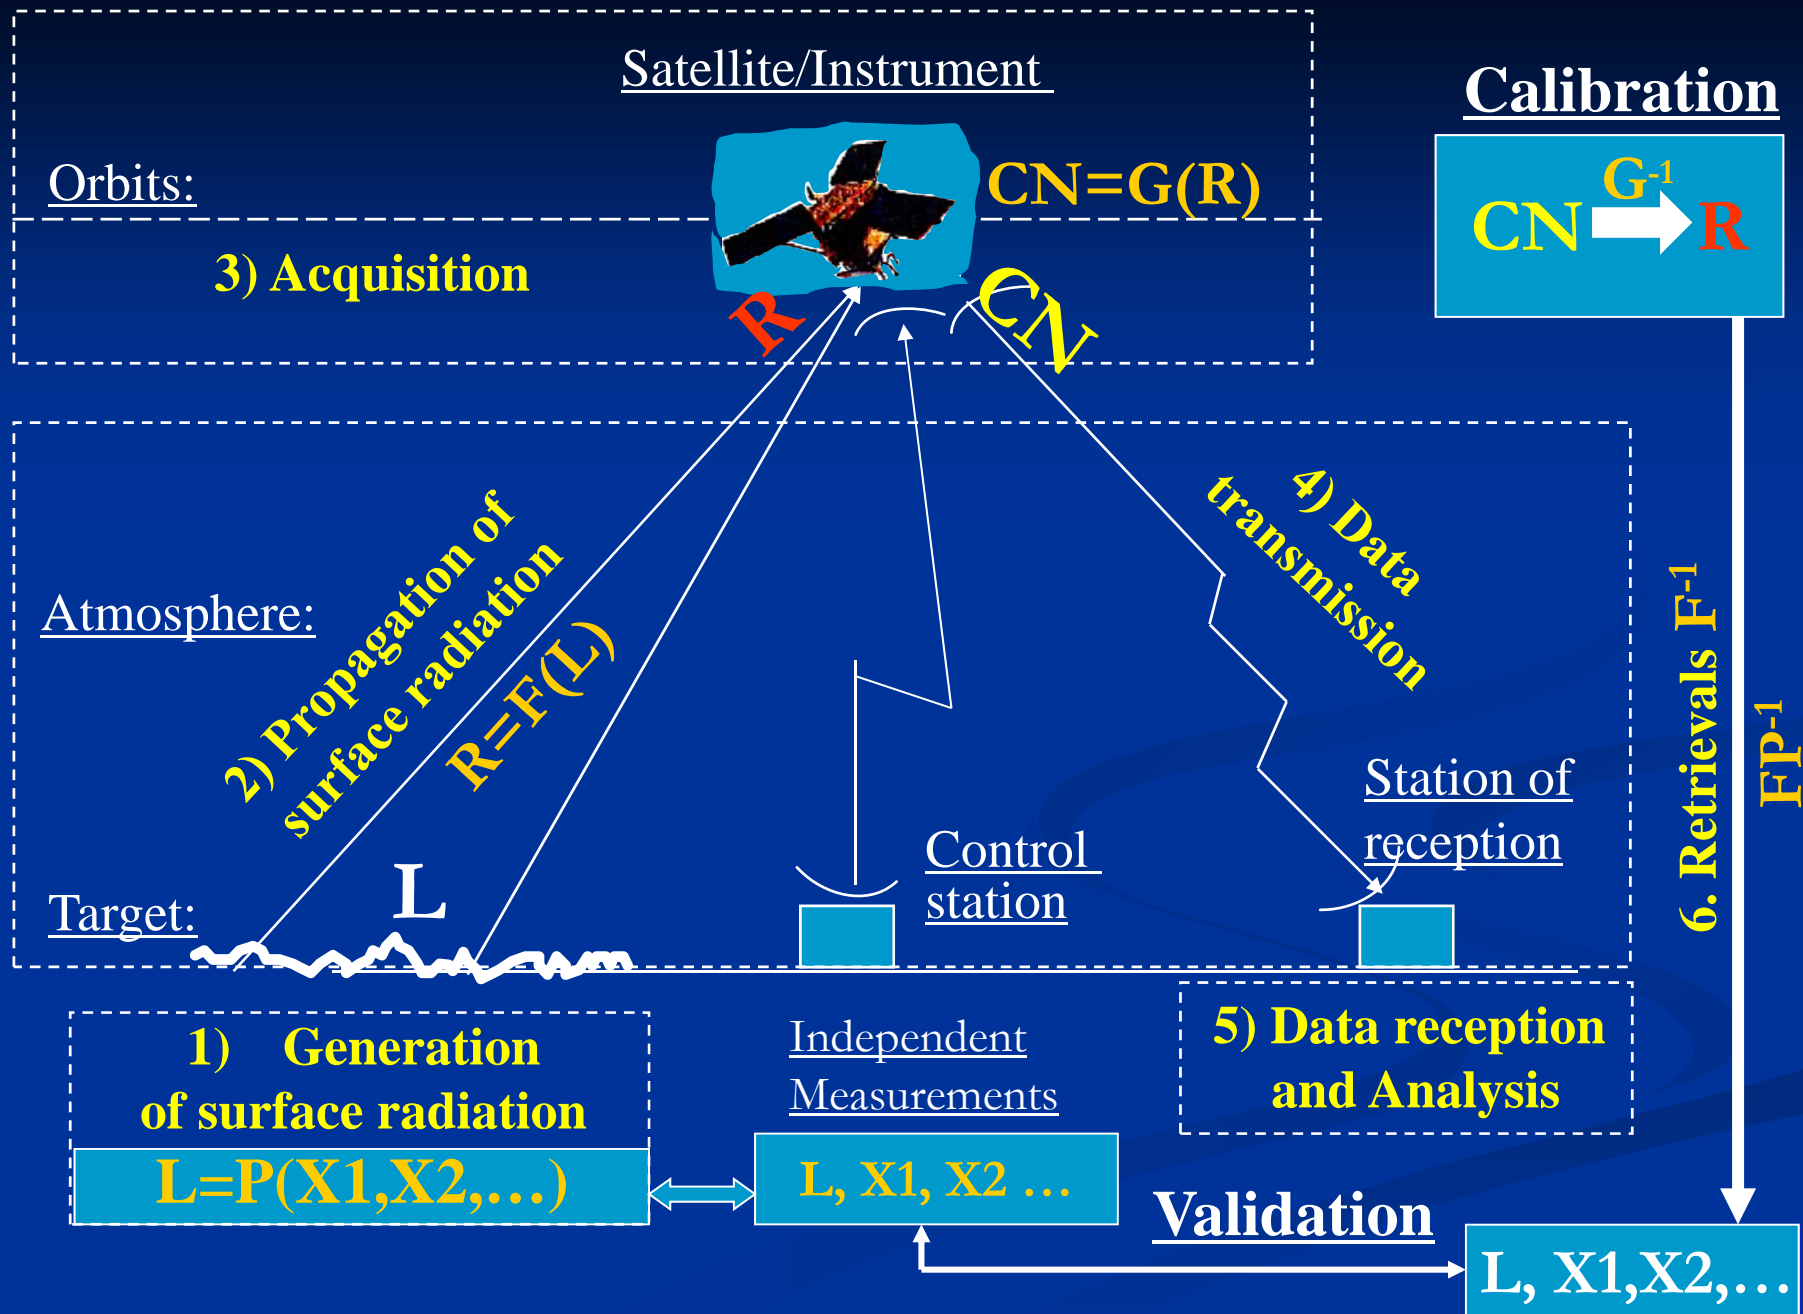 Satellite/Instrument
Calibration
Orbits:
CN=G(R)
G-1
CN R
3) Acquisition
R
CN
4) Data
transmission
2) Propagation of
surface radiation
R=F(L)
Atmosphere:
6. Retrievals F-1
FP-1
Station of
reception
Control
station
L
Target:
1) Generation
of surface radiation
L=P(X1,X2,…)
Independent
Measurements
L, X1, X2 …
5) Data reception
and Analysis
Validation
L, X1,X2,…